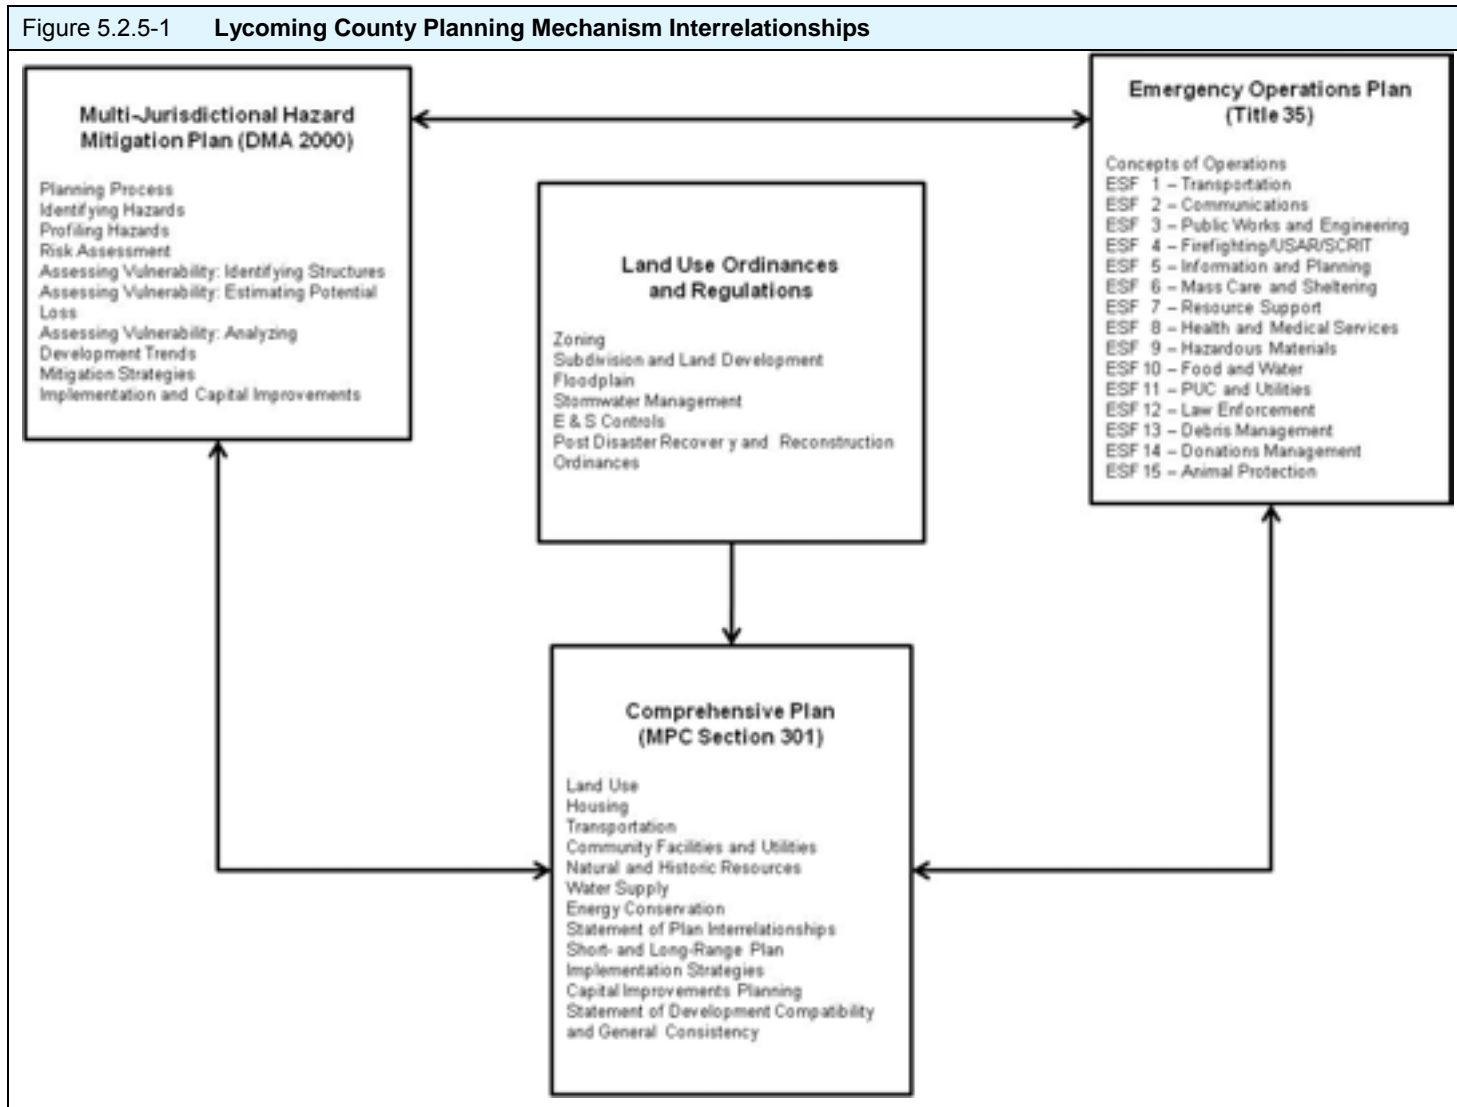 Figure 5.2.5-1 Lycoming County Planning Mechanism Interrelationships
Multi-Jurisdictional Hazard
Mitigation Plan (DMA 2000)
Planning Process
Identifying Hazards
Profiling Hazards
Risk Assessment
Assessing Vulnerability: Identifying Structures
Assessing Vulnerability: Estimating Potential
Loss
Assessing Vulnerability: Analyzing
Development Trends
Mitigation Strategies
Implementation and Capital Improvements
Land Use Ordinances
and Regulations
Zoning
Subdivision and Land Development
Floodplain
Stormwater Management
E & S Controls
Post Disaster Recover y and Reconstruction
Ordinances
Emergency Operations Plan
(Title 35)
Concepts of Operations
ESF 1 – Transportation
ESF 2 – Communications
ESF 3 – Public Works and Engineering
ESF 4 – Firefighting/USAR/SCRIT
ESF 5 – Information and Planning
ESF 6 – Mass Care and Sheltering
ESF 7 – Resource Support
ESF 8 – Health and Medical Services
ESF 9 – Hazardous Materials
ESF 10 – Food and Water
ESF 11 – PUC and Utilities
ESF 12 – Law Enforcement
ESF 13 – Debris Management
ESF 14 – Donations Management
ESF 15 – Animal Protection
Comprehensive Plan
(MPC Section 301)
Land Use
Housing
Transportation
Community Facilities and Utilities
Natural and Historic Resources
Water Supply
Energy Conservation
Statement of Plan Interrelationships
Short- and Long-Range Plan
Implementation Strategies
Capital Improvements Planning
Statement of Development Compatibility
and General Consistency